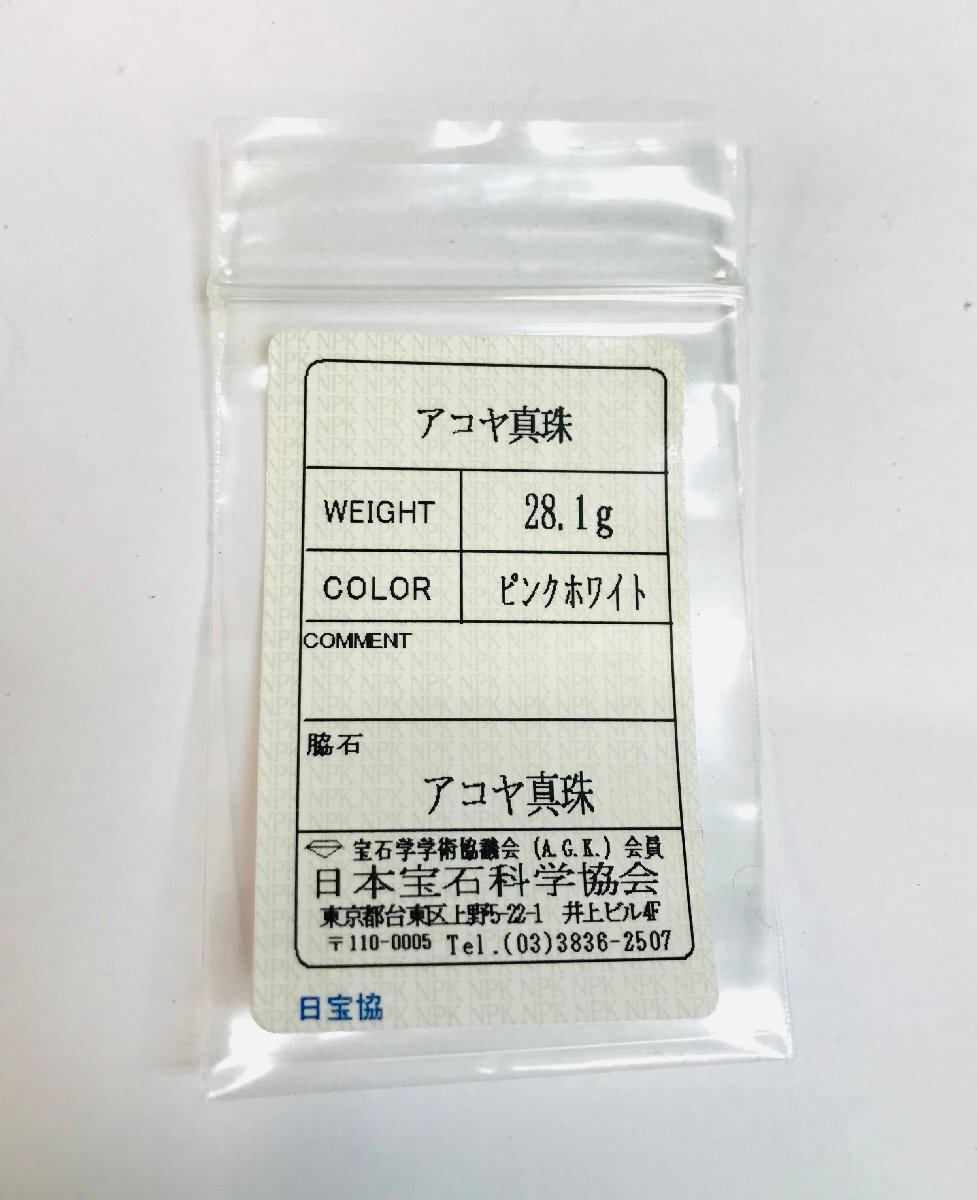 アコヤ真珠
WEIGHT 28.1g
COLOR ピンクホワイト
COMMENT
脇石
アコヤ真珠
宝石学学術協議会 (A.G.K.) 会員
日本宝石科学協会
東京都台東区上野5-22-1 井上ビル4F
〒110-0005 Tel.(03)3836-2507
日宝協